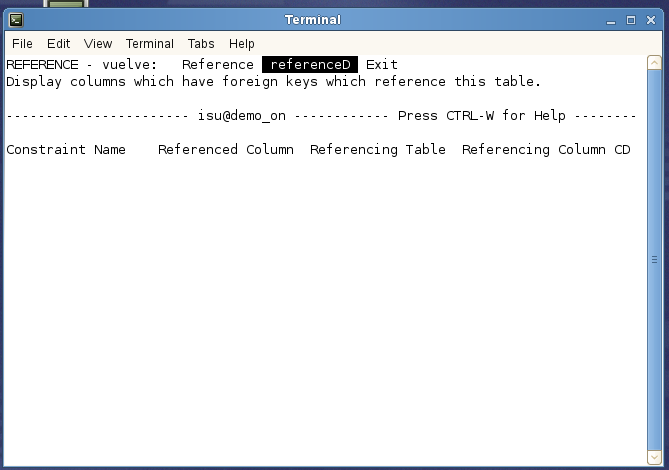 Terminal
File Edit View Terminal Tabs Help
REFERENCE - vuelve:   Reference  referenceD  Exit
Display columns which have foreign keys which reference this table.
----------------------- isu@demo_on ------------ Press CTRL-W for Help --------
Constraint Name    Referenced Column  Referencing Table  Referencing Column CD